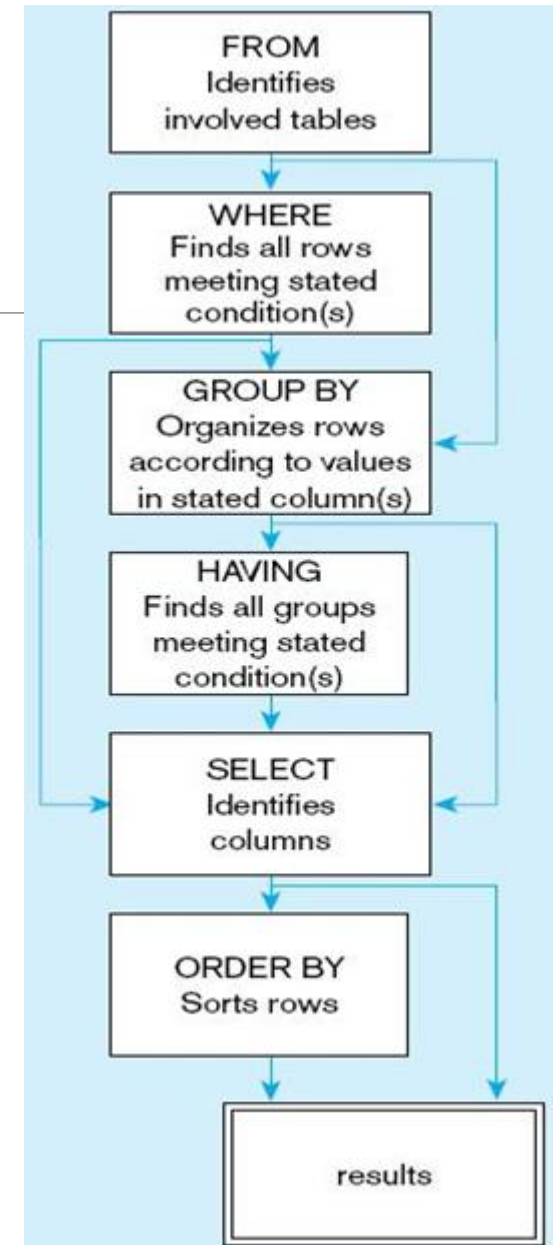 FROM
Identifies
involved tables
WHERE
Finds all rows
meeting stated
condition(s)
GROUP BY
Organizes rows
according to values
in stated column(s)
HAVING
Finds all groups
meeting stated
condition(s)
SELECT
Identifies
columns
ORDER BY
Sorts rows
results